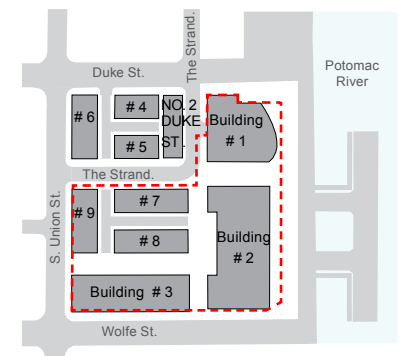 The Strand.
Duke St.
Potomac
River
# 6
# 4
NO. 2
DUKE
ST.
Building
# 1
# 5
The Strand.
S. Union St.
# 9
# 7
# 8
Building
# 2
Building # 3
Wolfe St.